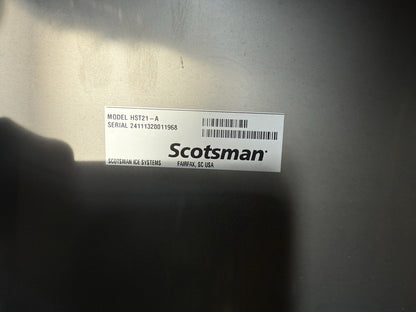 MODEL HST21-A
SERIAL 24111320011968
Scotsman
SCOTSMAN ICE SYSTEMS FAIRFAX, SC USA